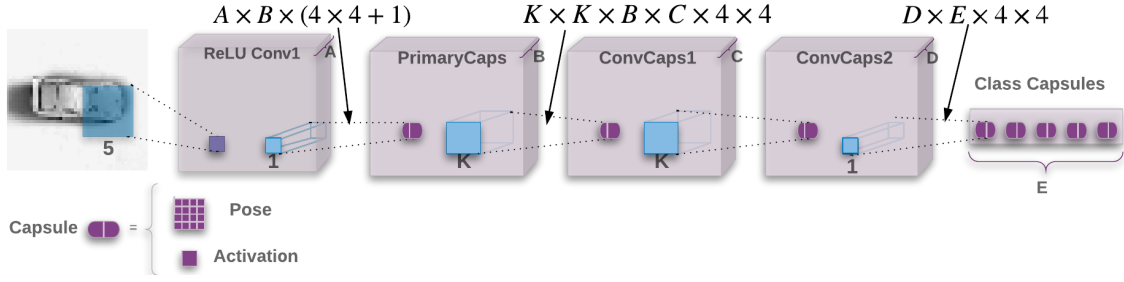 A × B × (4 × 4 + 1)
K × K × B × C × 4 × 4
D × E × 4 × 4
ReLU Conv1
A
PrimaryCaps
B
ConvCaps1
C
ConvCaps2
D
Class Capsules
5
1
K
K
1
E
Capsule
=
Pose
Activation